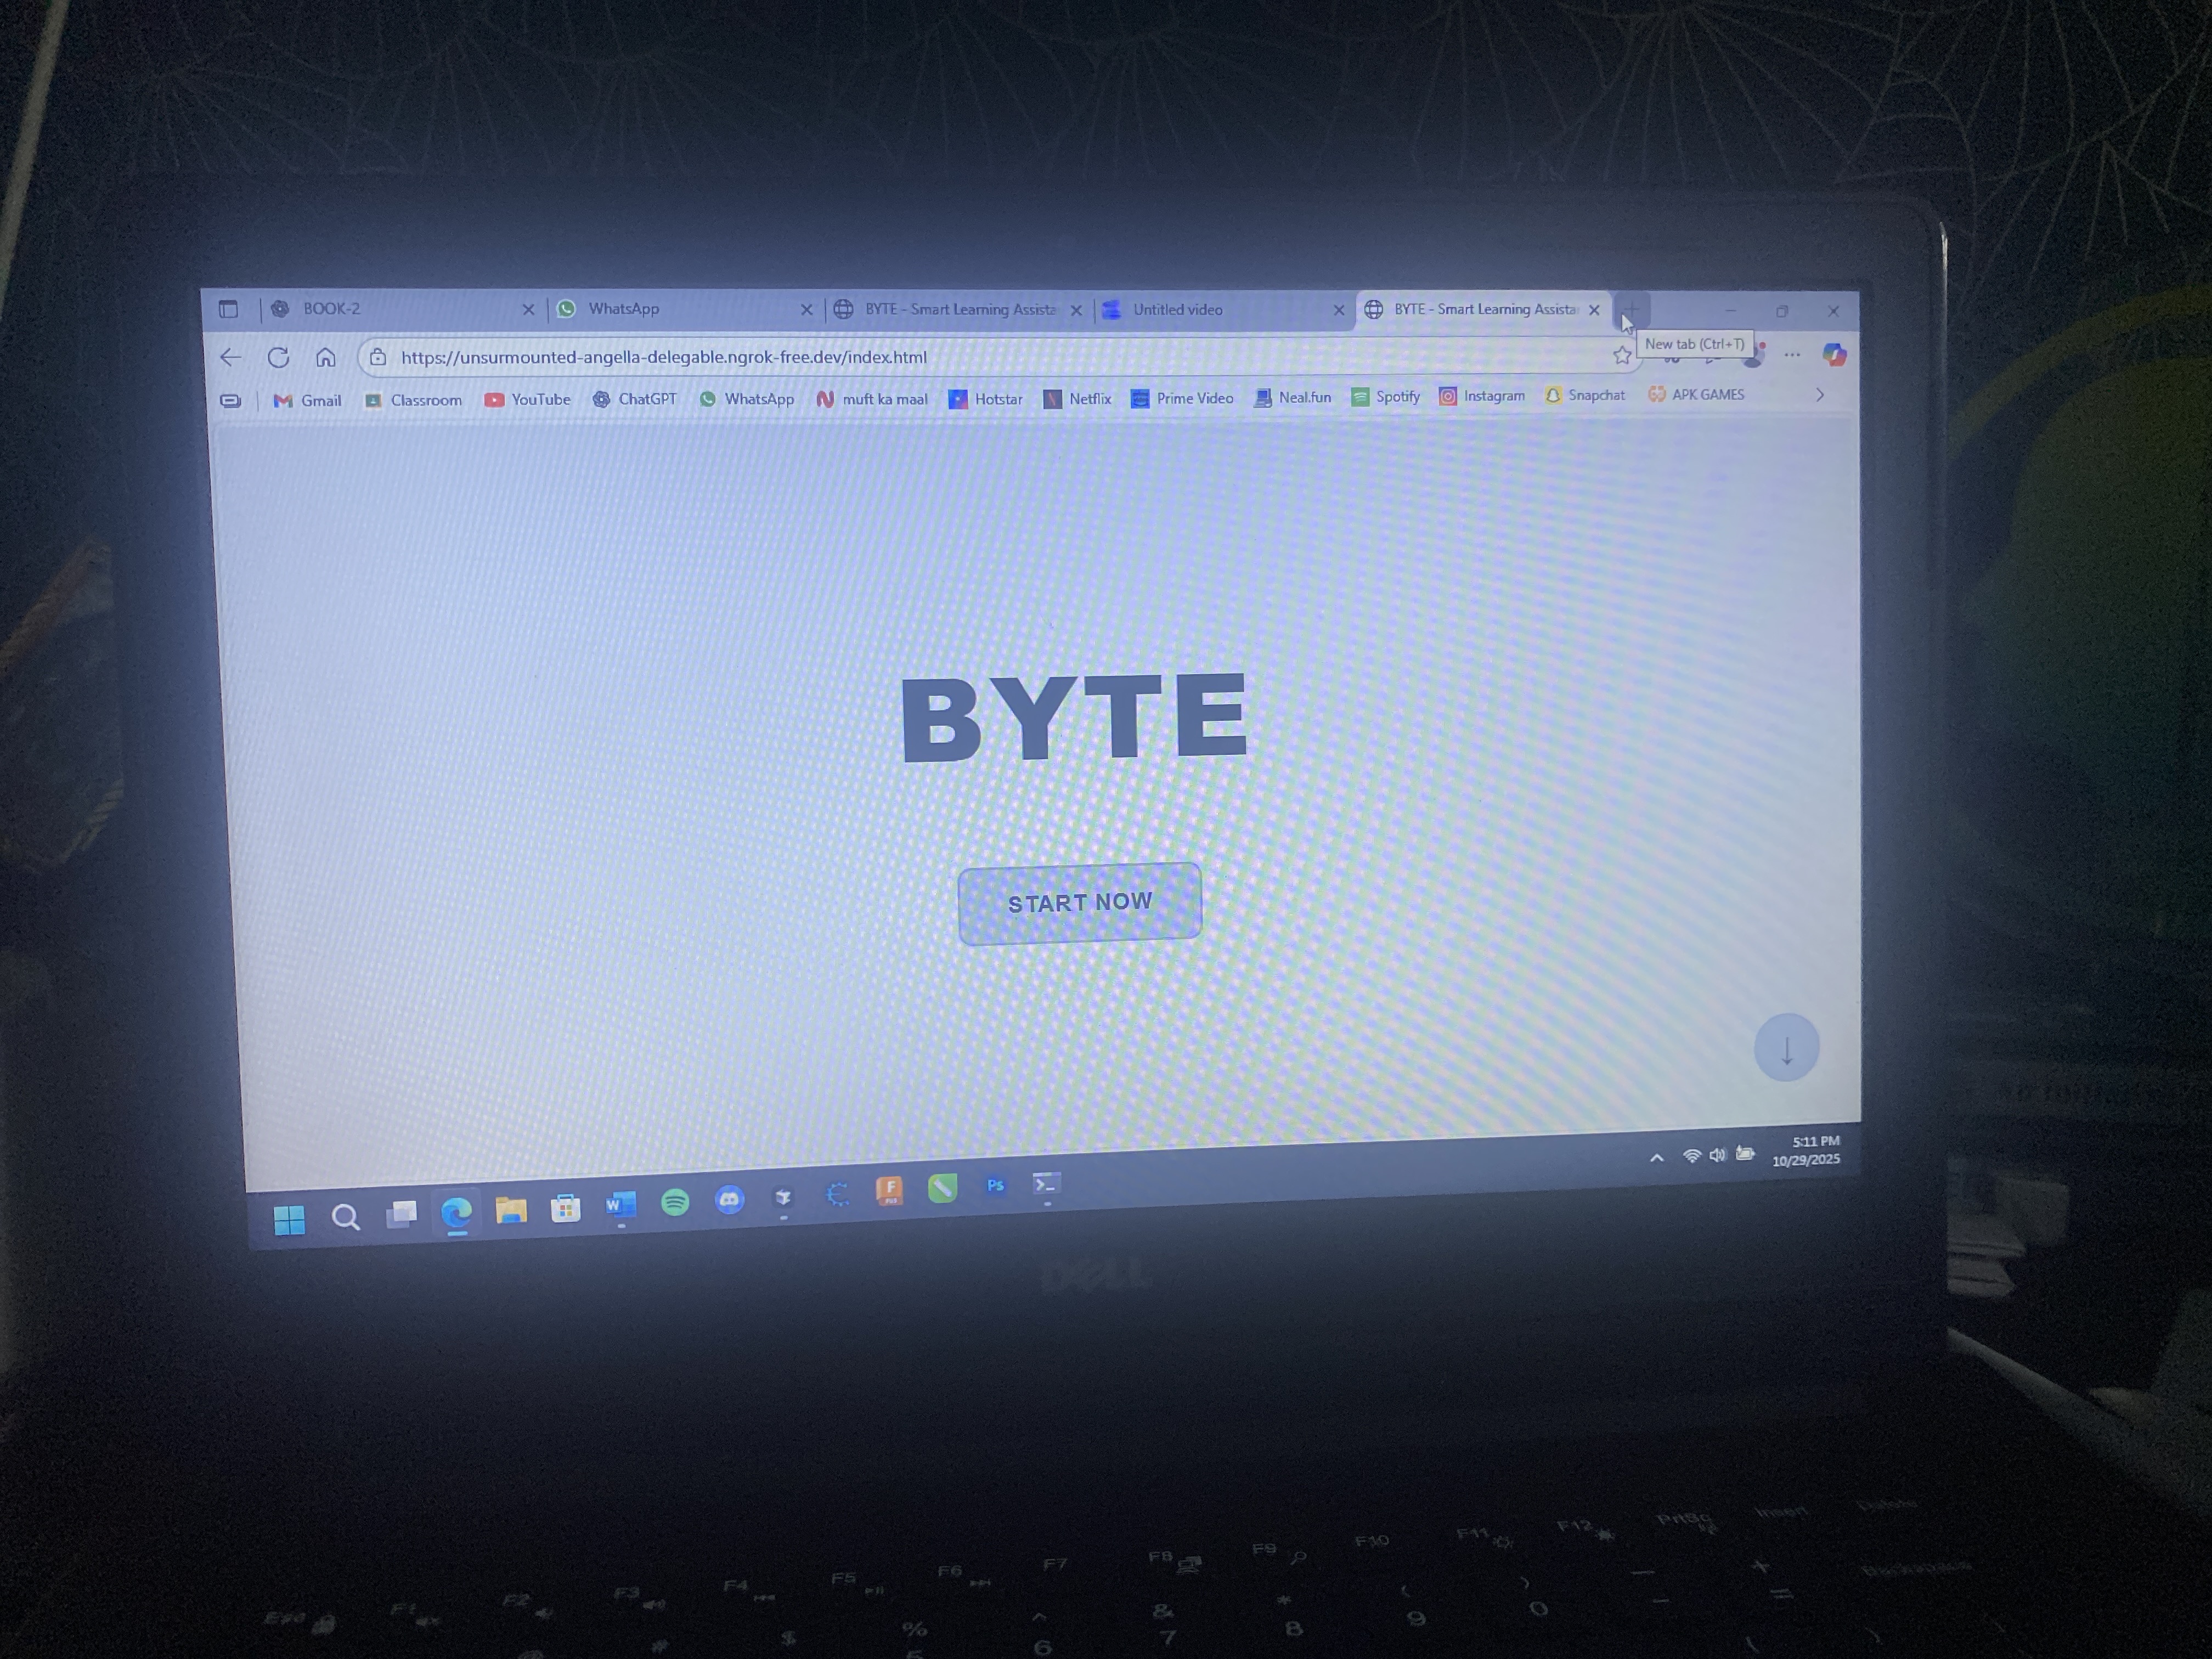 BOOK-2
WhatsApp
BYTE - Smart Learning Assista
Untitled video
BYTE - Smart Learning Assista
https://unsurmounted-angella-delegable.ngrok-free.dev/index.html
New tab (Ctrl+T)
Gmail
Classroom
YouTube
ChatGPT
WhatsApp
muft ka maal
Hotstar
Netflix
Prime Video
Neal.fun
Spotify
Instagram
Snapchat
APK GAMES
BYTE
START NOW
5:11 PM
10/29/2025
W
F
Ps
DELL
Esc F1 F2 F3 F4 F5 F6 F7 F8 F9 F10 F11 F12 PrtSc Insert Delete
# $ % ^ & * ( ) — +
5 6 7 8 9 0 - = Backspace